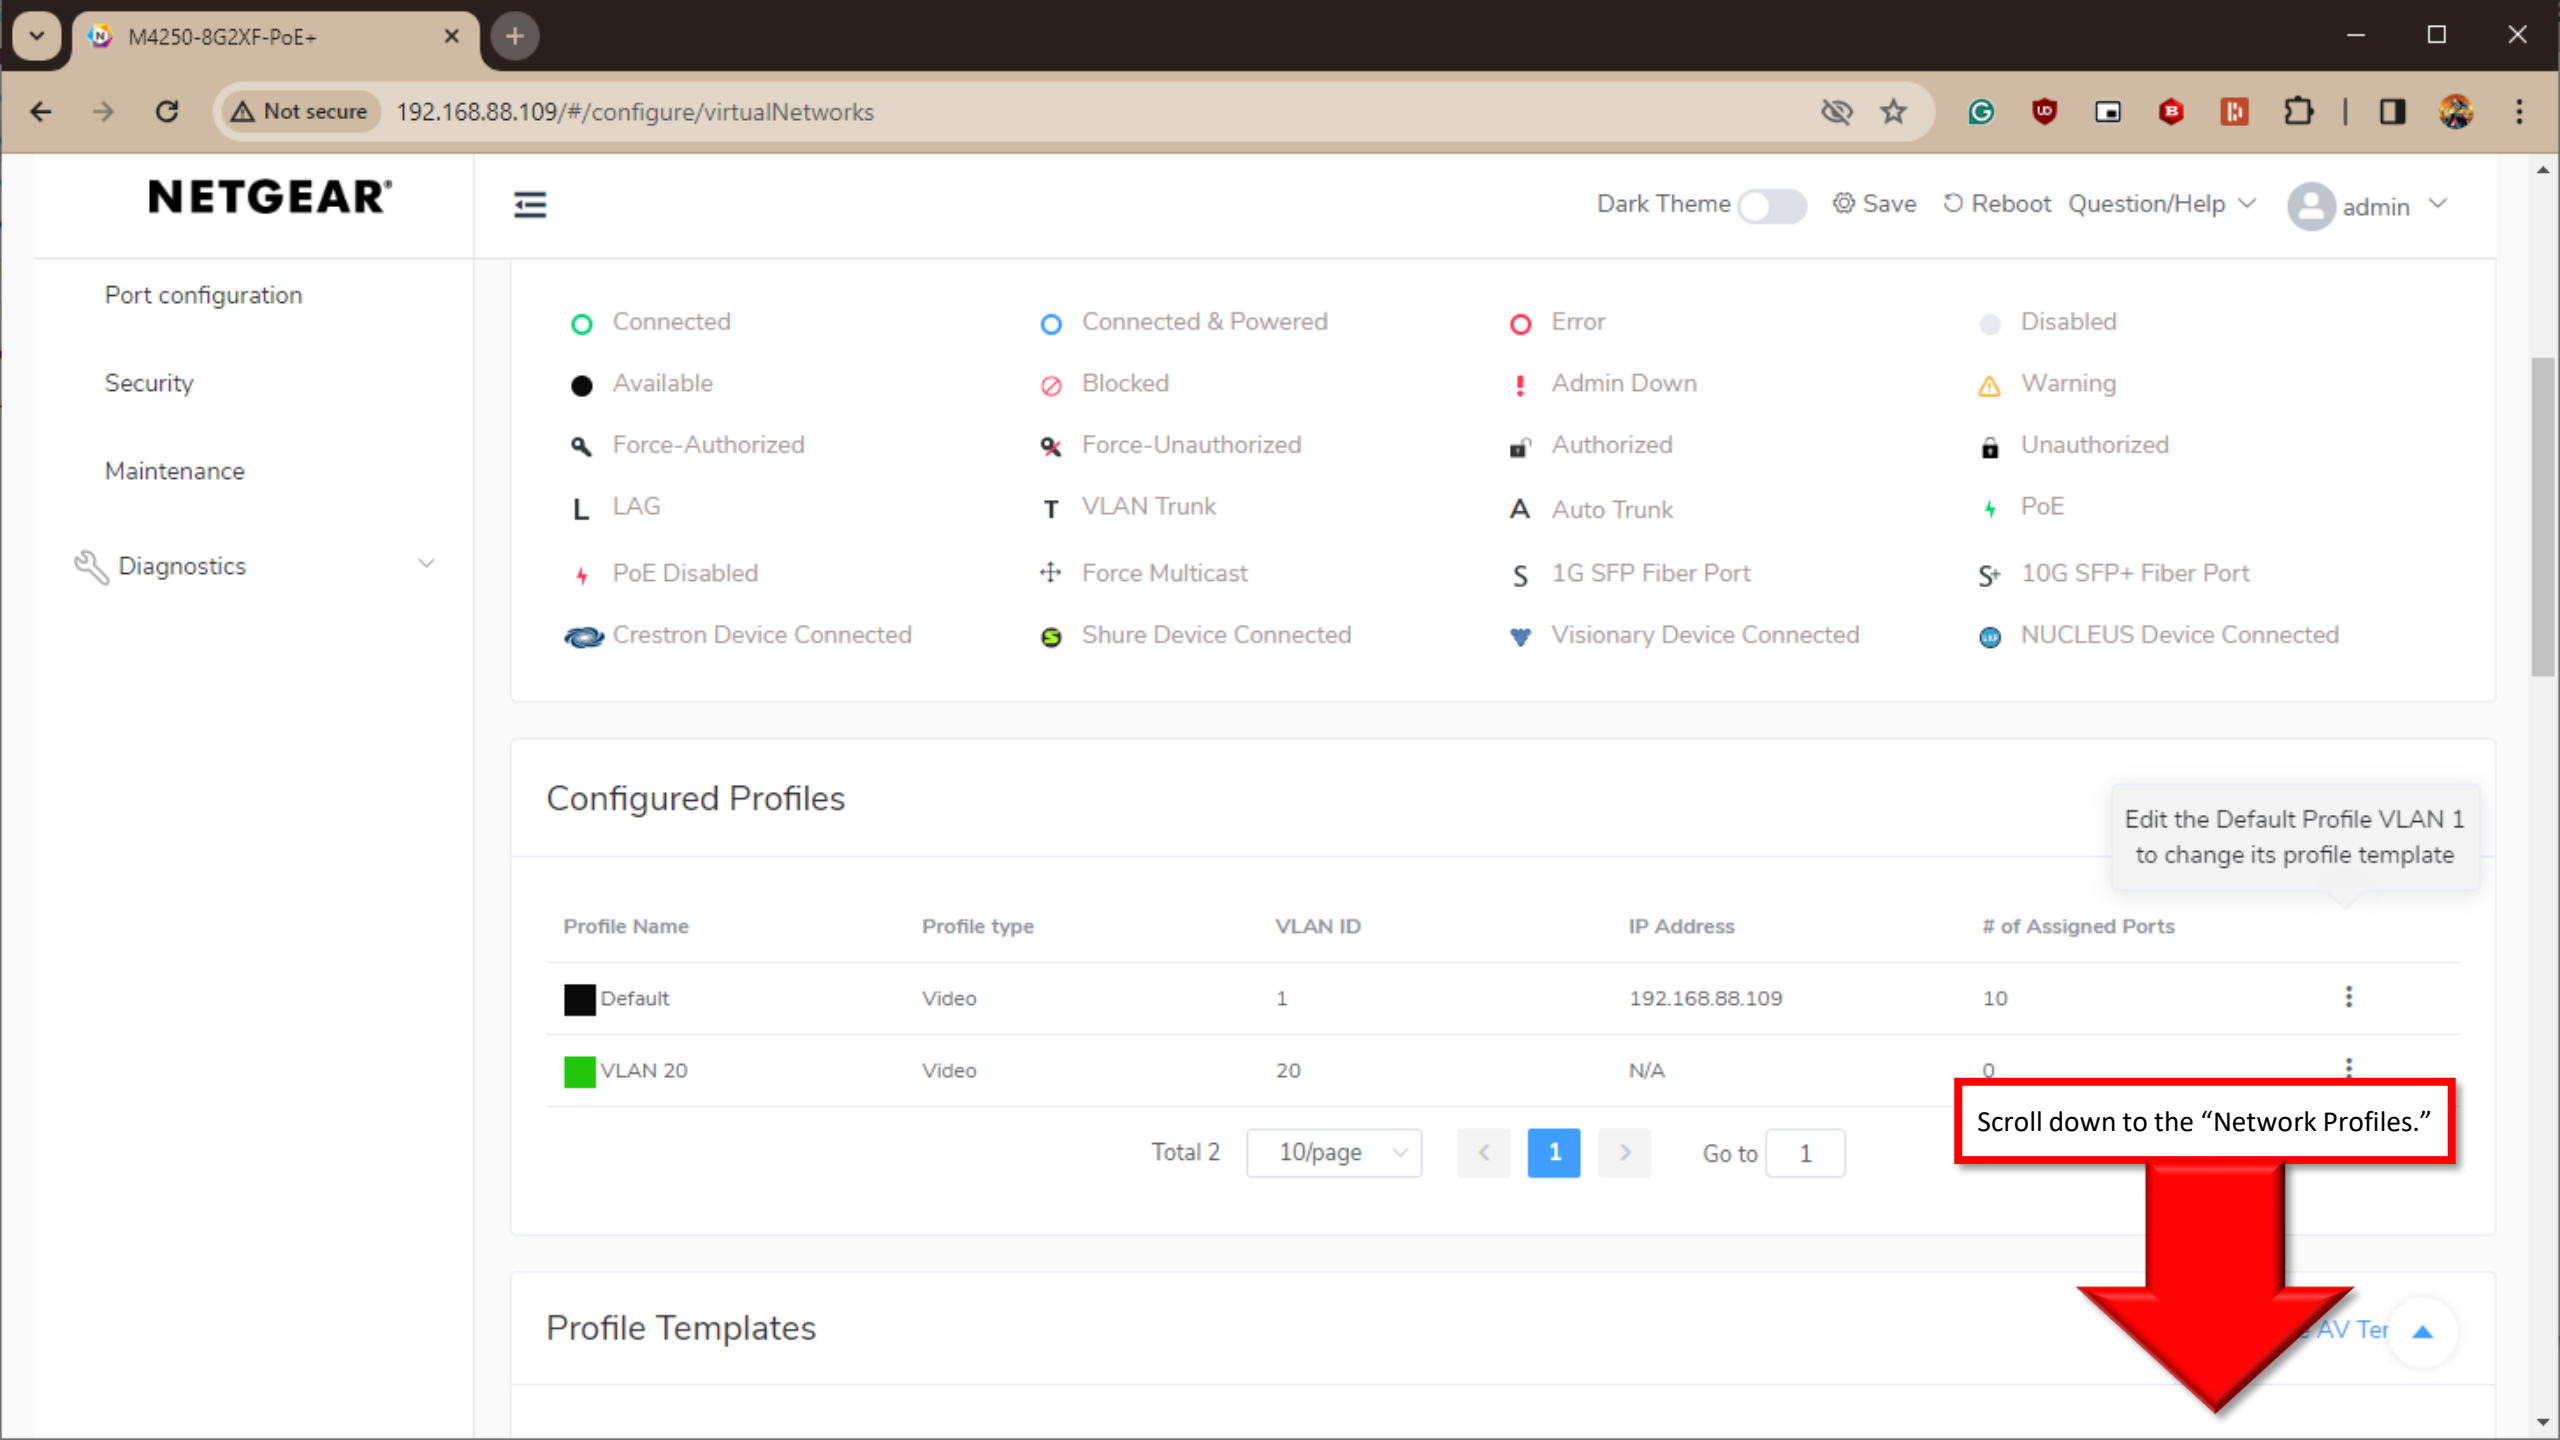 M4250-8G2XF-PoE+
Not secure
192.168.88.109/#/configure/virtualNetworks
NETGEAR®
Dark Theme
Save
Reboot
Question/Help
admin
Port configuration
Security
Maintenance
Diagnostics
Connected
Connected & Powered
Error
Disabled
Available
Blocked
Admin Down
Warning
Force-Authorized
Force-Unauthorized
Authorized
Unauthorized
L LAG
T VLAN Trunk
A Auto Trunk
PoE
PoE Disabled
Force Multicast
S 1G SFP Fiber Port
S+ 10G SFP+ Fiber Port
Crestron Device Connected
Shure Device Connected
Visionary Device Connected
NUCLEUS Device Connected
Configured Profiles
Edit the Default Profile VLAN 1
to change its profile template
Profile Name Profile type VLAN ID IP Address # of Assigned Ports
Default Video 1 192.168.88.109 10
VLAN 20 Video 20 N/A 0
Scroll down to the “Network Profiles.”
Total 2 10/page < 1 > Go to 1
Profile Templates
AV Ter